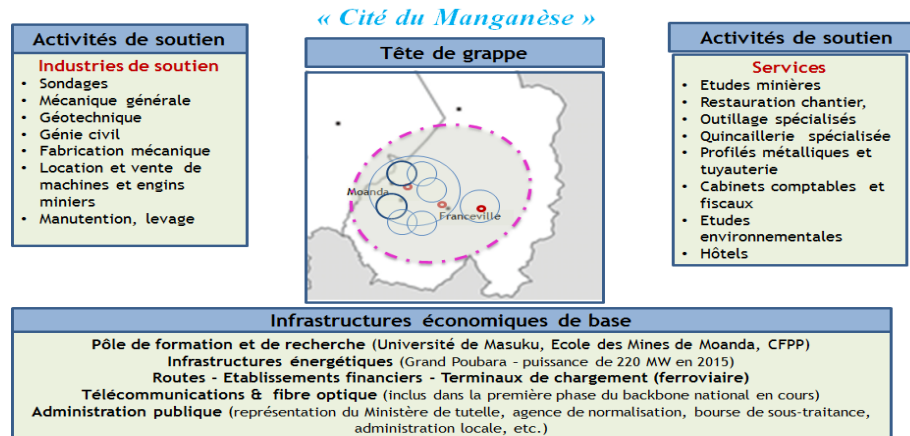 « Cité du Manganèse »
Activités de soutien
Industries de soutien
• Sondages
• Mécanique générale
• Géotechnique
• Génie civil
• Fabrication mécanique
• Location et vente de
machines et engins
miniers
• Manutention, levage
Tête de grappe
Moanda
Franceville
Activités de soutien
Services
• Etudes minières
• Restauration chantier,
• Outillage spécialisés
• Quincaillerie spécialisée
• Profilés métalliques et
tuyauterie
• Cabinets comptables et
fiscaux
• Etudes
environnementales
• Hôtels
Infrastructures économiques de base
Pôle de formation et de recherche (Université de Masuku, Ecole des Mines de Moanda, CFPP)
Infrastructures énergétiques (Grand Poubara - puissance de 220 MW en 2015)
Routes - Etablissements financiers - Terminaux de chargement (ferroviaire)
Télécommunications & fibre optique (inclus dans la première phase du backbone national en cours)
Administration publique (représentation du Ministère de tutelle, agence de normalisation, bourse de sous-traitance,
administration locale, etc.)